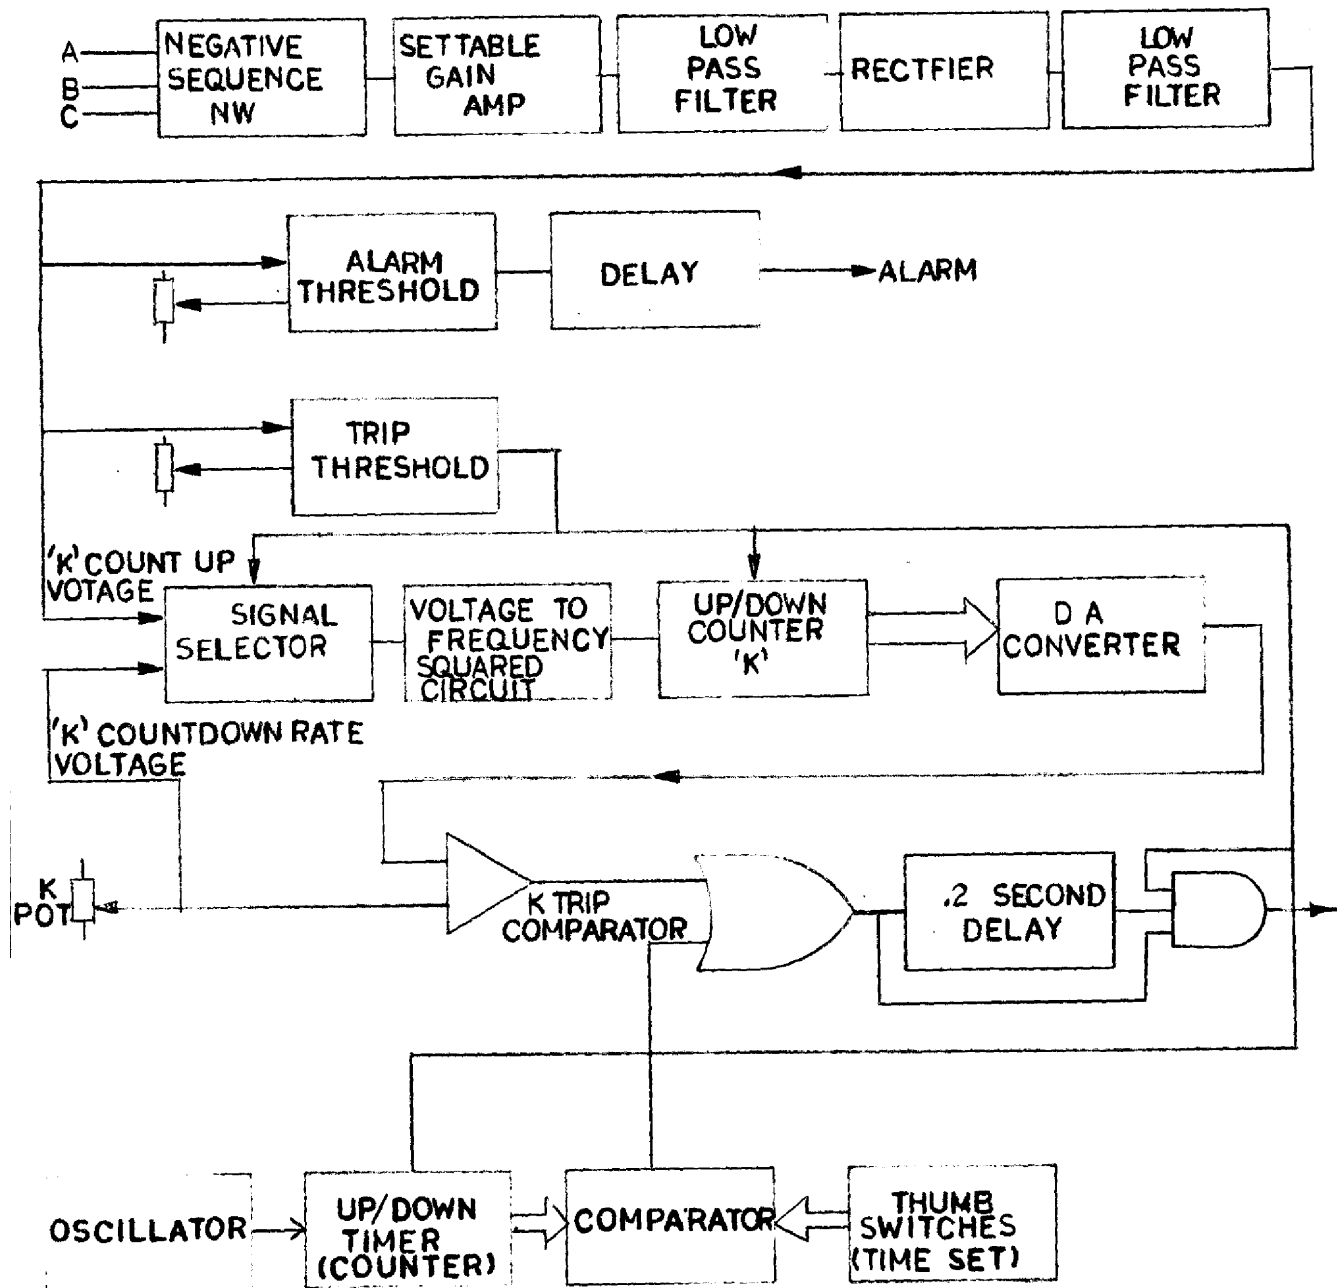 A
B
C
NEGATIVE
SEQUENCE
NW
SETTABLE
GAIN
AMP
LOW
PASS
FILTER
RECTFIER
LOW
PASS
FILTER
ALARM
THRESHOLD
DELAY
ALARM
TRIP
THRESHOLD
'K' COUNT UP
VOTAGE
SIGNAL
SELECTOR
VOLTAGE TO
FREQUENCY
SQUARED
CIRCUIT
UP/DOWN
COUNTER
'K'
D A
CONVERTER
'K' COUNTDOWN RATE
VOLTAGE
K
POT
K TRIP
COMPARATOR
.2 SECOND
DELAY
OSCILLATOR
UP/DOWN
TIMER
(COUNTER)
COMPARATOR
THUMB
SWITCHES
(TIME SET)